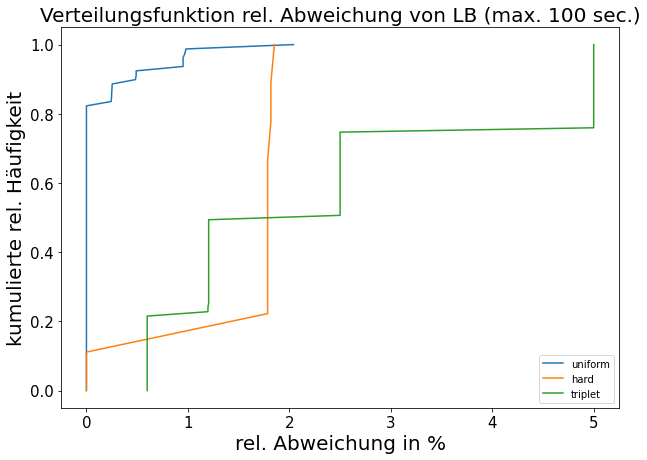 Verteilungsfunktion rel. Abweichung von LB (max. 100 sec.)
kumulierte rel. Häufigkeit
1.0
0.8
0.6
0.4
0.2
0.0
0 1 2 3 4 5
rel. Abweichung in %
uniform
hard
triplet